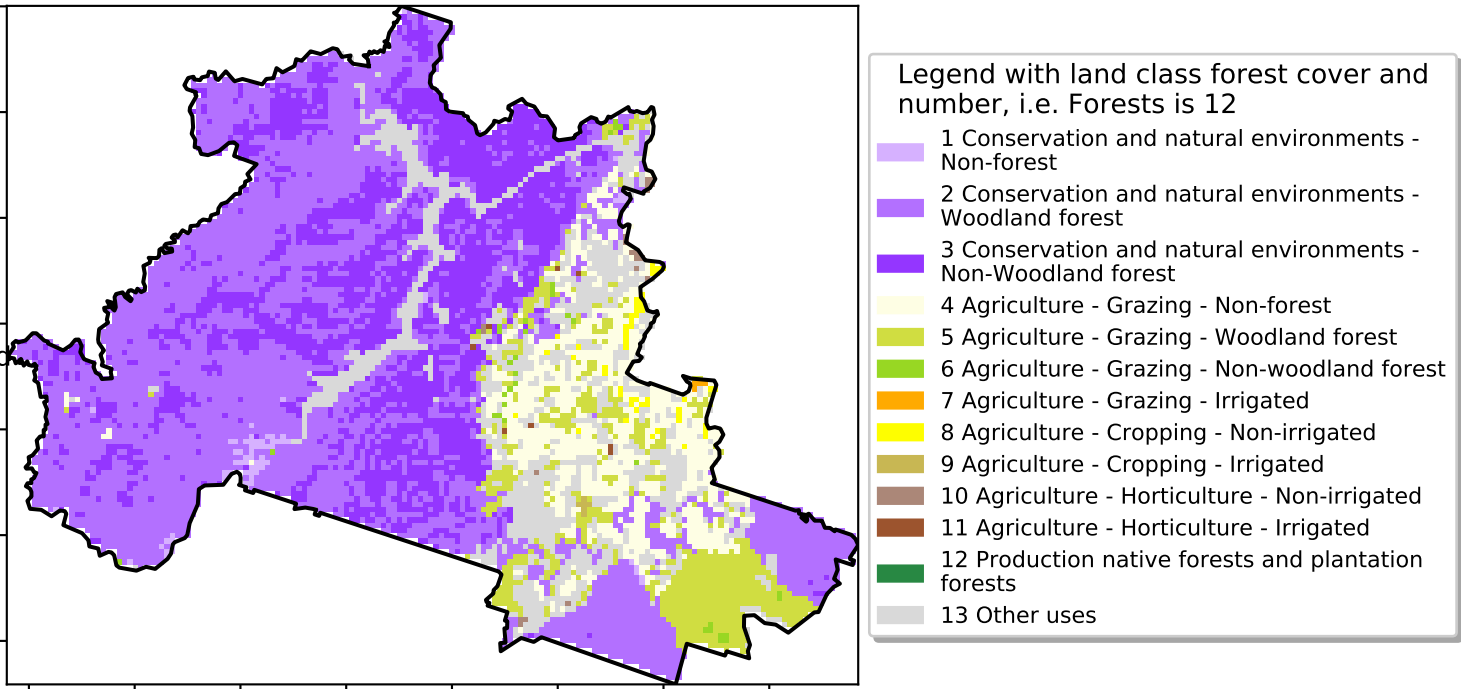 Legend with land class forest cover and
number, i.e. Forests is 12
1 Conservation and natural environments -
Non-forest
2 Conservation and natural environments -
Woodland forest
3 Conservation and natural environments -
Non-Woodland forest
4 Agriculture - Grazing - Non-forest
5 Agriculture - Grazing - Woodland forest
6 Agriculture - Grazing - Non-woodland forest
7 Agriculture - Grazing - Irrigated
8 Agriculture - Cropping - Non-irrigated
9 Agriculture - Cropping - Irrigated
10 Agriculture - Horticulture - Non-irrigated
11 Agriculture - Horticulture - Irrigated
12 Production native forests and plantation
forests
13 Other uses